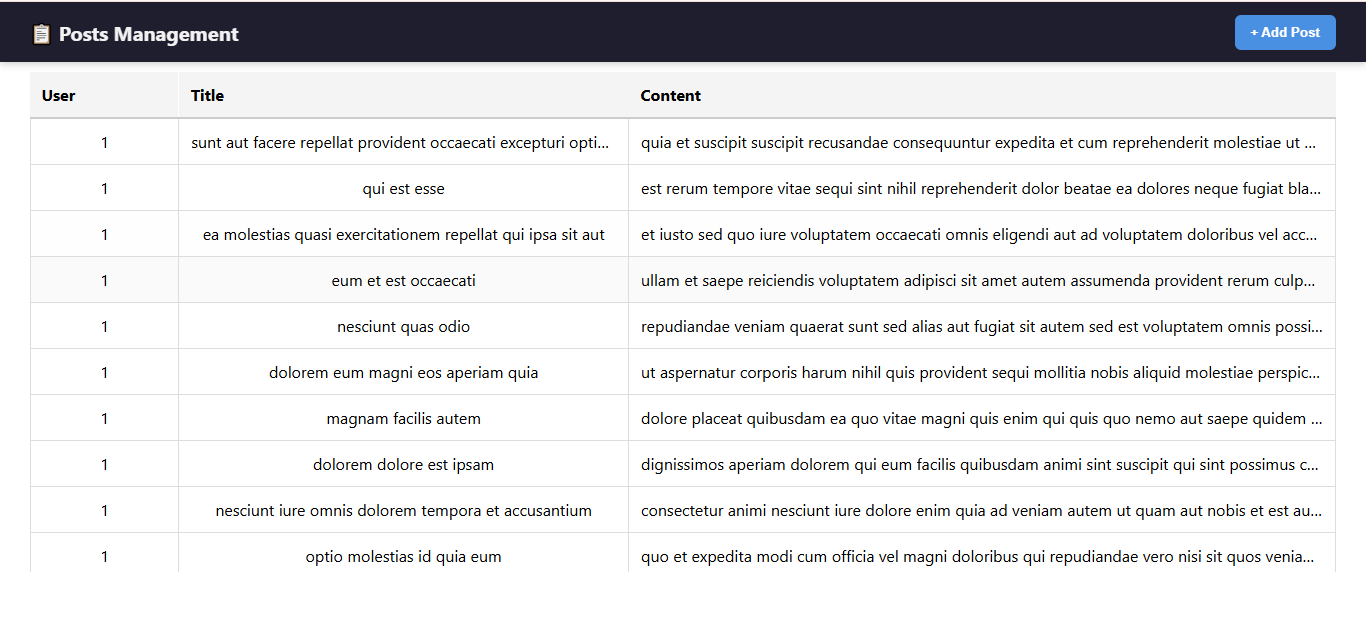 📋 Posts Management
+ Add Post
User Title Content
1 sunt aut facere repellat provident occaecati excepturi opti... quia et suscipit suscipit recusandae consequuntur expedita et cum reprehenderit molestiae ut ...
1 qui est esse est rerum tempore vitae sequi sint nihil reprehenderit dolor beatae ea dolores neque fugiat bla...
1 ea molestias quasi exercitationem repellat qui ipsa sit aut et iusto sed quo iure voluptatem occaecati omnis eligendi aut ad voluptatem doloribus vel acc...
1 eum et est occaecati ullam et saepe reiciendis voluptatem adipisci sit amet autem assumenda provident rerum culp...
1 nesciunt quas odio repudiandae veniam quaerat sunt sed alias aut fugiat sit autem sed est voluptatem omnis possi...
1 dolorem eum magni eos aperiam quia ut aspernatur corporis harum nihil quis provident sequi mollitia nobis aliquid molestiae perspic...
1 magnam facilis autem dolore placeat quibusdam ea quo vitae magni quis enim qui quis quo nemo aut saepe quidem ...
1 dolorem dolore est ipsam dignissimos aperiam dolorem qui eum facilis quibusdam animi sint suscipit qui sint possimus c...
1 nesciunt iure omnis dolorem tempora et accusantium consectetur animi nesciunt iure dolore enim quia ad veniam autem ut quam aut nobis et est au...
1 optio molestias id quia eum quo et expedita modi cum officia vel magni doloribus qui repudiandae vero nisi sit quos venia...